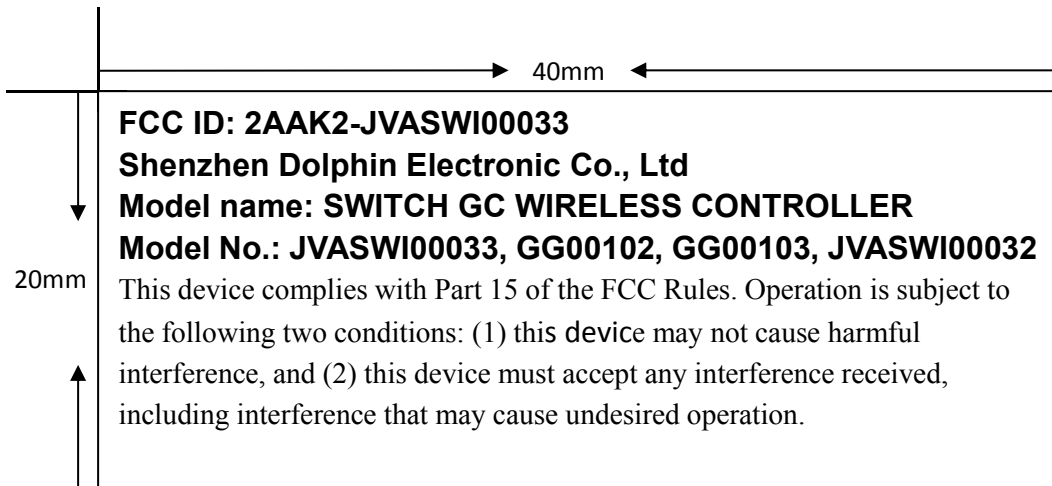 40mm
FCC ID: 2AAK2-JVASWI00033
Shenzhen Dolphin Electronic Co., Ltd
Model name: SWITCH GC WIRELESS CONTROLLER
Model No.: JVASWI00033, GG00102, GG00103, JVASWI00032
20mm
This device complies with Part 15 of the FCC Rules. Operation is subject to
the following two conditions: (1) this device may not cause harmful
interference, and (2) this device must accept any interference received,
including interference that may cause undesired operation.